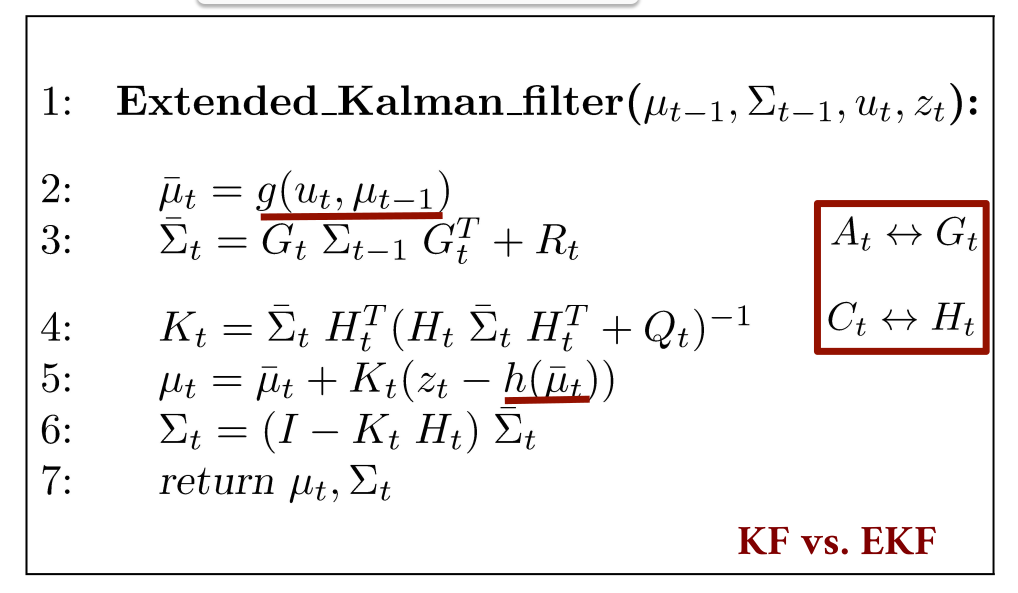 1: Extended_Kalman_filter(μ_{t−1}, Σ_{t−1}, u_t, z_t):
2: μ̄_t = g(u_t, μ_{t−1})
3: Σ̄_t = G_t Σ_{t−1} G_t^T + R_t
A_t ↔ G_t
4: K_t = Σ̄_t H_t^T (H_t Σ̄_t H_t^T + Q_t)^{−1}
C_t ↔ H_t
5: μ_t = μ̄_t + K_t(z_t − h(μ̄_t))
6: Σ_t = (I − K_t H_t) Σ̄_t
7: return μ_t, Σ_t
KF vs. EKF